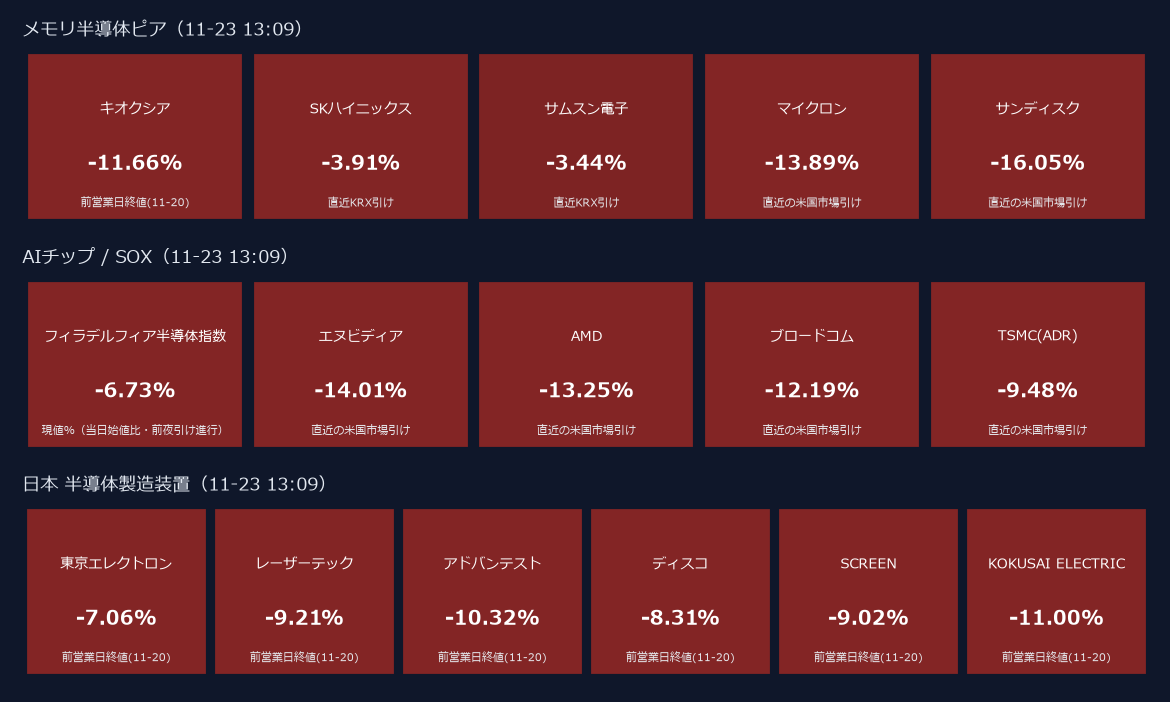 メモリ半導体ピア（11-23 13:09）
キオクシア
-11.66%
前営業日終値(11-20)
SKハイニックス
-3.91%
直近KRX引け
サムスン電子
-3.44%
直近KRX引け
マイクロン
-13.89%
直近の米国市場引け
サンディスク
-16.05%
直近の米国市場引け
AIチップ / SOX（11-23 13:09）
フィラデルフィア半導体指数
-6.73%
現値%（当日始値比・前夜引け進行）
エヌビディア
-14.01%
直近の米国市場引け
AMD
-13.25%
直近の米国市場引け
ブロードコム
-12.19%
直近の米国市場引け
TSMC(ADR)
-9.48%
直近の米国市場引け
日本 半導体製造装置（11-23 13:09）
東京エレクトロン
-7.06%
前営業日終値(11-20)
レーザーテック
-9.21%
前営業日終値(11-20)
アドバンテスト
-10.32%
前営業日終値(11-20)
ディスコ
-8.31%
前営業日終値(11-20)
SCREEN
-9.02%
前営業日終値(11-20)
KOKUSAI ELECTRIC
-11.00%
前営業日終値(11-20)